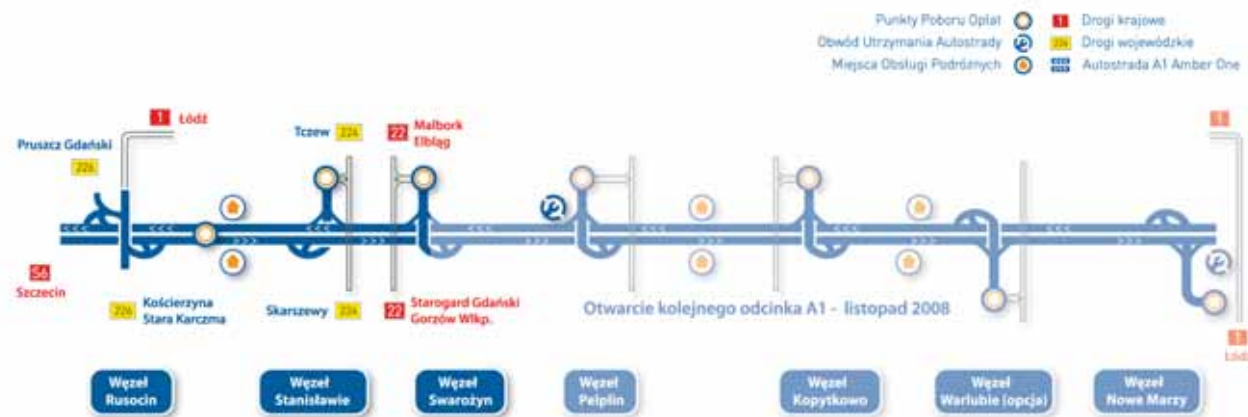 Punkty Poboru Opłat
1 Drogi krajowe
Obwód Utrzymania Autostrady
226 Drogi wojewódzkie
Miejsca Obsługi Podróżnych
Autostrada A1 Amber One
1 Łódź
Pruszcz Gdański
226
Tczew 224
22 Malbork
Elbląg
1
<<<
>>>
S6
Szczecin
226 Kościerzyna
Stara Karczma
Skarszewy 224
22 Starogard Gdański
Gorzów Wlkp.
Otwarcie kolejnego odcinka A1 - listopad 2008
1
Łódź
Węzeł
Rusocin
Węzeł
Stanisławie
Węzeł
Swarożyn
Węzeł
Pelplin
Węzeł
Kopytkowo
Węzeł
Warlubie (opcja)
Węzeł
Nowe Marzy